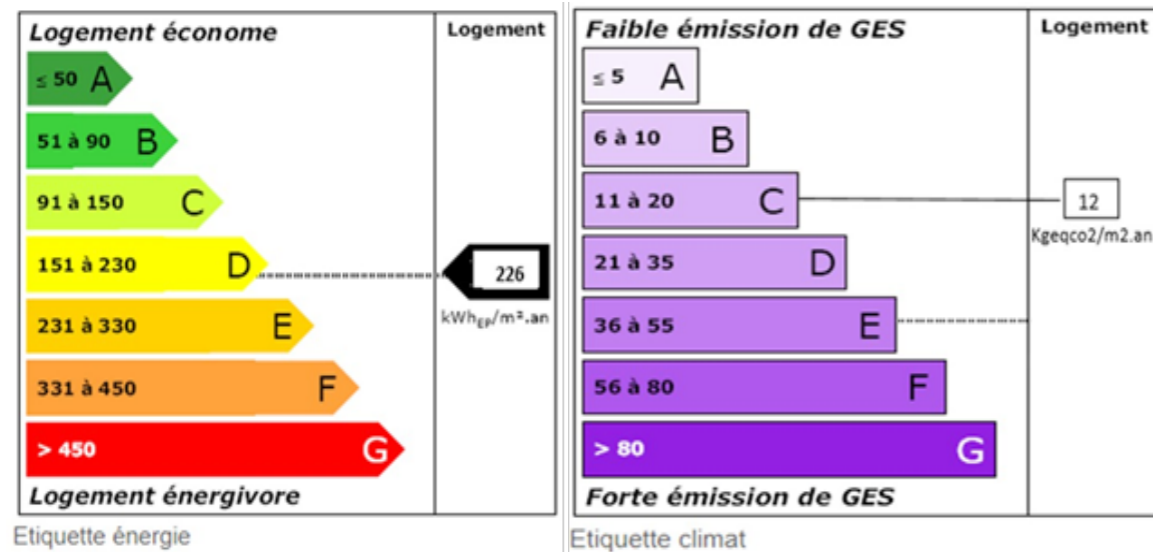 Logement économe
Logement
≤ 50 A
51 à 90 B
91 à 150 C
151 à 230 D
226
kWhEP/m².an
231 à 330 E
331 à 450 F
> 450 G
Logement énergivore
Etiquette énergie
Faible émission de GES
Logement
≤ 5 A
6 à 10 B
11 à 20 C
12
Kgeqco2/m2.an
21 à 35 D
36 à 55 E
56 à 80 F
> 80 G
Forte émission de GES
Etiquette climat